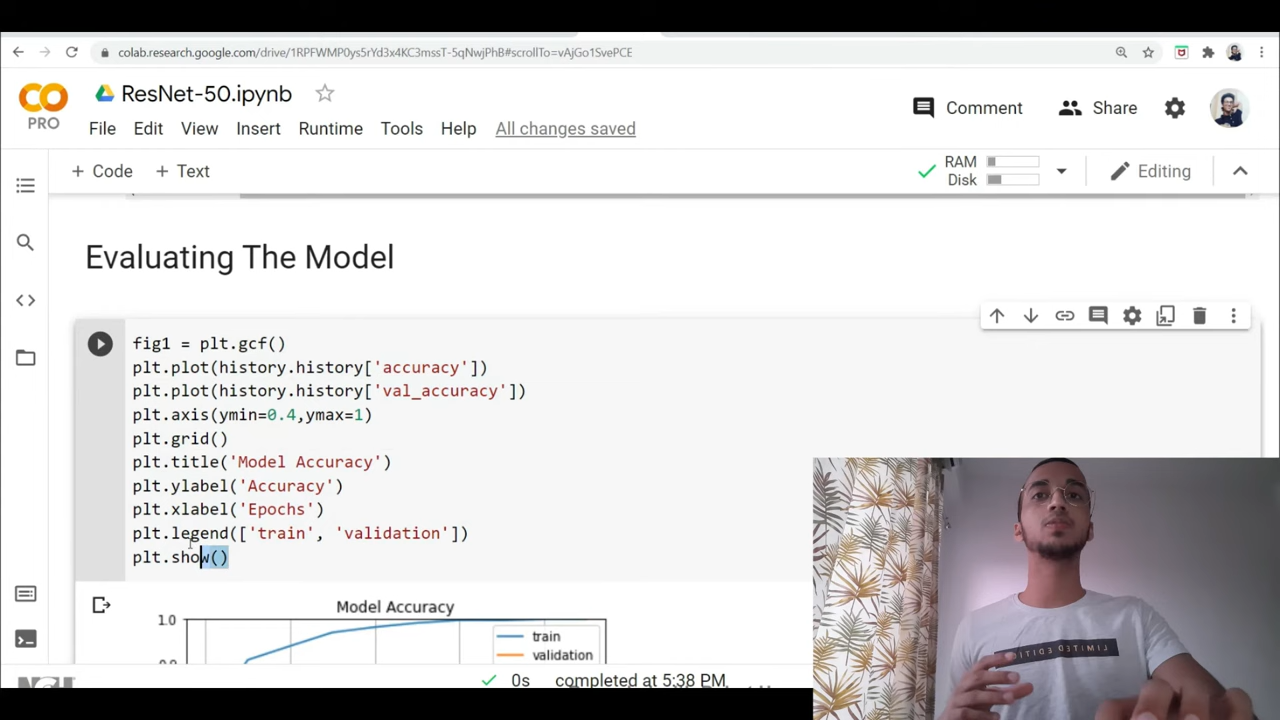 colab.research.google.com/drive/1RPFWMP0ys5rYd3x4KC3mssT-5qNwjPhB#scrollTo=vAjGo1SvePCE
PRO
ResNet-50.ipynb
File Edit View Insert Runtime Tools Help All changes saved
Comment Share
+ Code + Text
RAM
Disk
Editing
Evaluating The Model
fig1 = plt.gcf()
plt.plot(history.history['accuracy'])
plt.plot(history.history['val_accuracy'])
plt.axis(ymin=0.4,ymax=1)
plt.grid()
plt.title('Model Accuracy')
plt.ylabel('Accuracy')
plt.xlabel('Epochs')
plt.legend(['train', 'validation'])
plt.show()
Model Accuracy
1.0
train
validation
0s completed at 5:38 PM